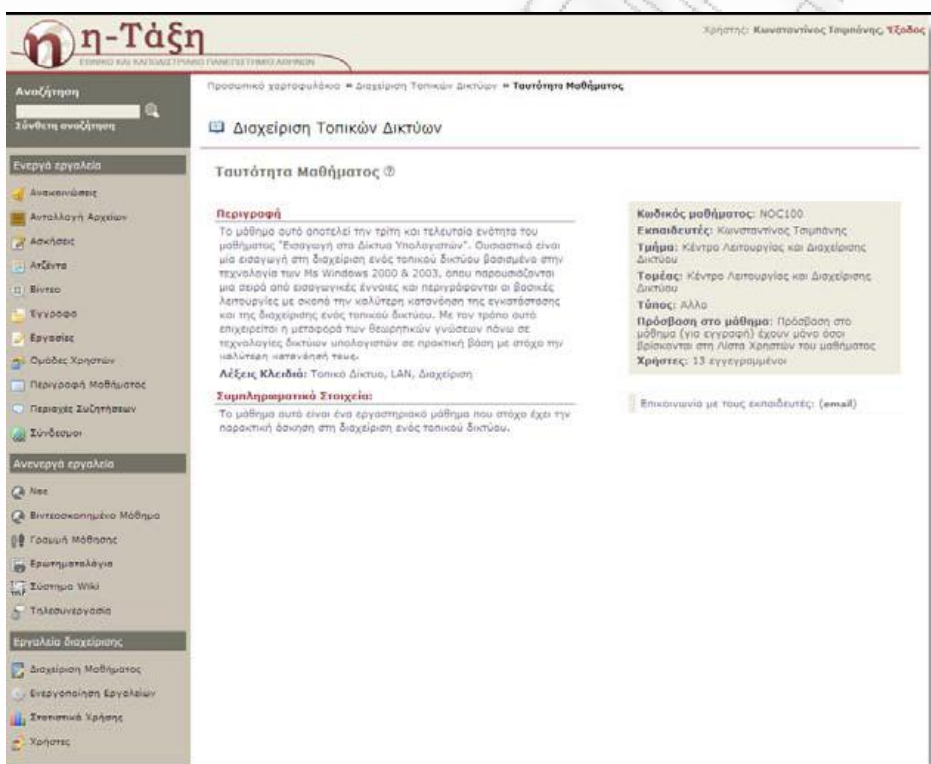 η-Τάξη
ΕΘΝΙΚΟ ΚΑΙ ΚΑΠΟΔΙΣΤΡΙΑΚΟ ΠΑΝΕΠΙΣΤΗΜΙΟ ΑΘΗΝΩΝ
Χρήστης: Κωνσταντίνος Τσιμπάνης, Έξοδος
Αναζήτηση
Σύνθετη αναζήτηση
Ενεργά εργαλεία
Ανακοινώσεις
Ανταλλαγή Αρχείων
Ασκήσεις
Ατζέντα
Βίντεο
Έγγραφα
Εργασίες
Ομάδες Χρηστών
Περιγραφή Μαθήματος
Περιοχές Συζητήσεων
Σύνδεσμοι
Ανενεργά εργαλεία
Νεε
Βιντεοσκοπημένο Μάθημα
Γραμμή Μάθησης
Ερωτηματολόγια
Σύστημα Wiki
Τηλεσυνεργασία
Εργαλεία διαχείρισης
Διαχείριση Μαθήματος
Ενεργοποίηση Εργαλείων
Στατιστικά Χρήσης
Χρήστες
Προσωπικό χαρτοφυλάκιο » Διαχείριση Τοπικών Δικτύων » Ταυτότητα Μαθήματος
Διαχείριση Τοπικών Δικτύων
Ταυτότητα Μαθήματος
Περιγραφή
Το μάθημα αυτό αποτελεί την τρίτη και τελευταία ενότητα του
μαθήματος "Εισαγωγή στα Δίκτυα Υπολογιστών". Ουσιαστικά είναι
μία εισαγωγή στη διαχείριση ενός τοπικού δικτύου βασισμένο στην
τεχνολογία των Ms Windows 2000 & 2003, όπου παρουσιάζονται
μια σειρά από εισαγωγικές έννοιες και περιγράφονται οι βασικές
λειτουργίες με σκοπό την καλύτερη κατανόηση της εγκατάστασης
και της διαχείρισης ενός τοπικού δικτύου. Με τον τρόπο αυτό
επιχειρείται η μεταφορά των θεωρητικών γνώσεων πάνω σε
τεχνολογίες δικτύων υπολογιστών σε πρακτική βάση με στόχο την
καλύτερη κατανόησή τους.
Λέξεις Κλειδιά: Τοπικό Δίκτυο, LAN, Διαχείριση
Συμπληρωματικά Στοιχεία:
Το μάθημα αυτό είναι ένα εργαστηριακό μάθημα που στόχο έχει την
παρακτική άσκηση στη διαχείριση ενός τοπικού δικτύου.
Κωδικός μαθήματος: NOC100
Εκπαιδευτές: Κωνσταντίνος Τσιμπάνης
Τμήμα: Κέντρο Λειτουργίας και Διαχείρισης
Δικτύου
Τομέας: Κέντρο Λειτουργίας και Διαχείρισης
Δικτύου
Τύπος: Αλλο
Πρόσβαση στο μάθημα: Πρόσβαση στο
μάθημα (για εγγραφή) έχουν μόνο όσοι
βρίσκονται στη Λίστα Χρηστών του μαθήματος
Χρήστες: 13 εγγεγραμμένοι
Επικοινωνία με τους εκπαιδευτές: (email)